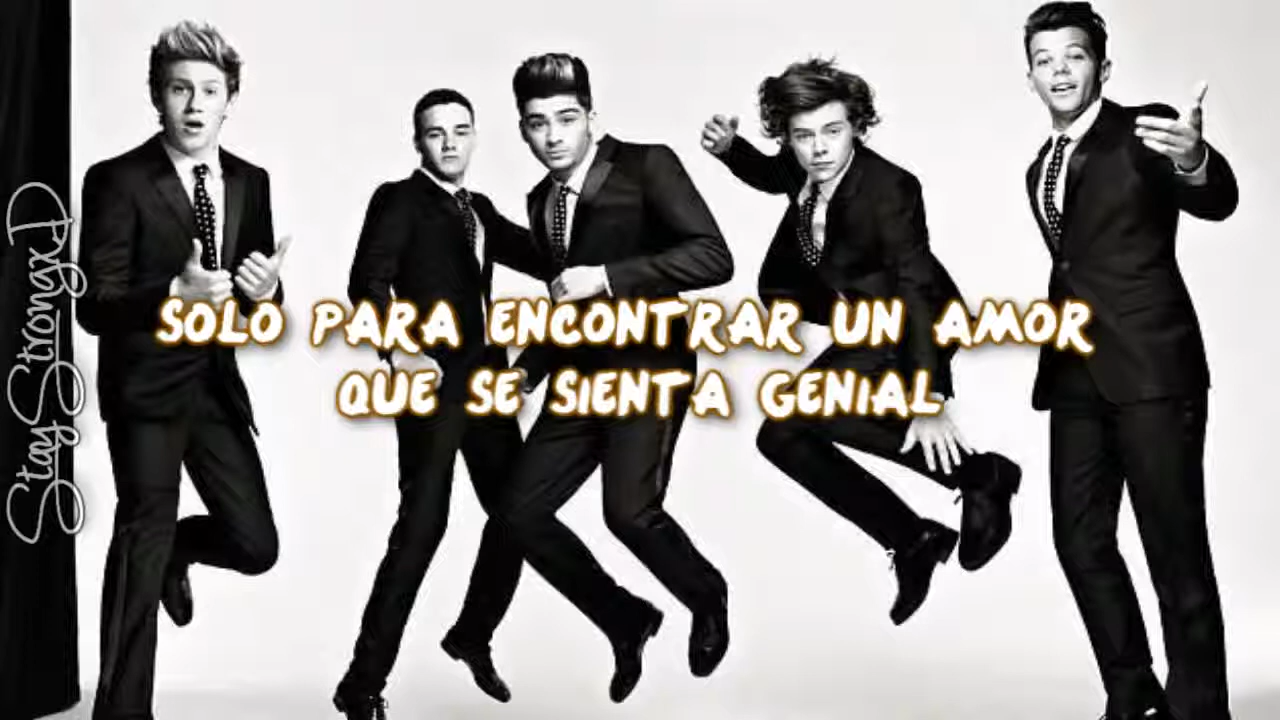 StayStrongxD
SOLO PARA ENCONTRAR UN AMOR
QUE SE SIENTA GENIAL